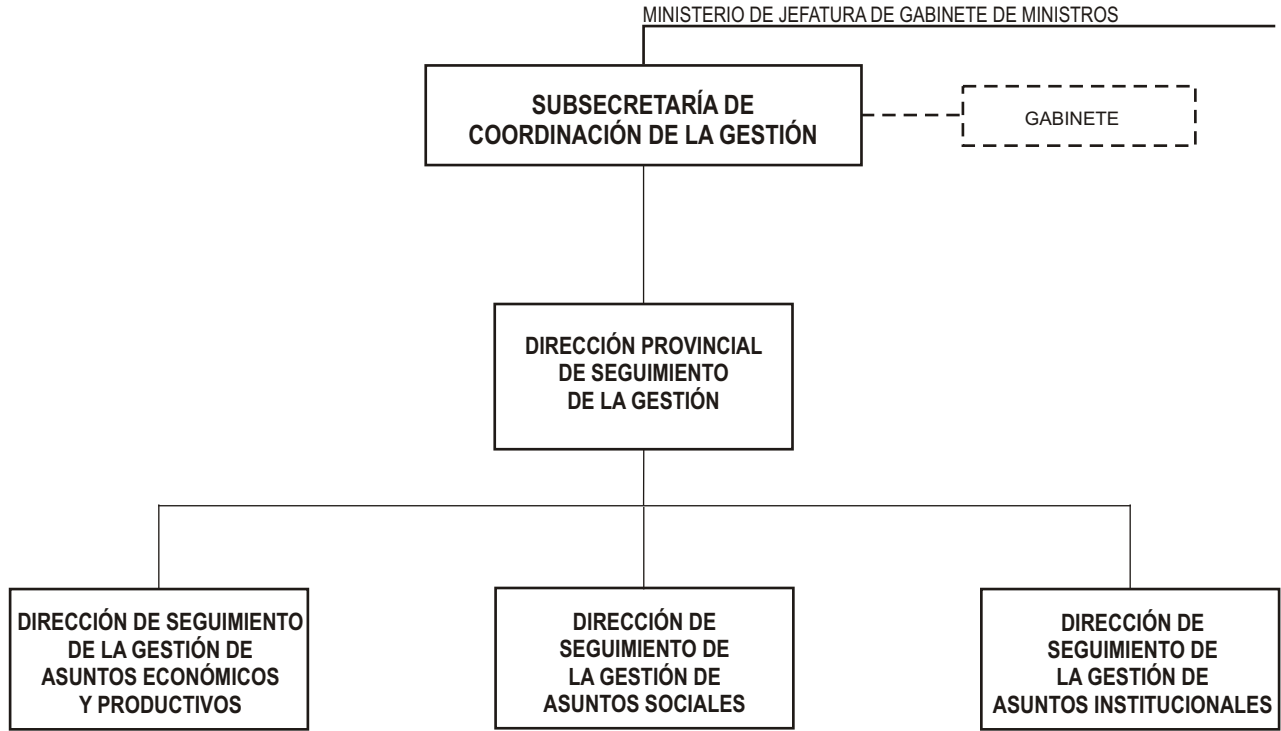 MINISTERIO DE JEFATURA DE GABINETE DE MINISTROS
SUBSECRETARÍA DE
COORDINACIÓN DE LA GESTIÓN
GABINETE
DIRECCIÓN PROVINCIAL
DE SEGUIMIENTO
DE LA GESTIÓN
DIRECCIÓN DE SEGUIMIENTO
DE LA GESTIÓN DE
ASUNTOS ECONÓMICOS
Y PRODUCTIVOS
DIRECCIÓN DE
SEGUIMIENTO DE
LA GESTIÓN DE
ASUNTOS SOCIALES
DIRECCIÓN DE
SEGUIMIENTO DE
LA GESTIÓN DE
ASUNTOS INSTITUCIONALES